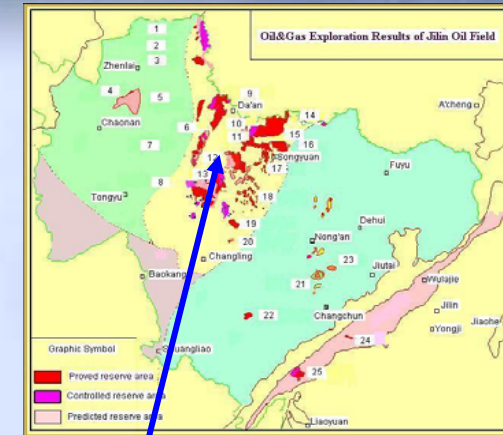 Oil&Gas Exploration Results of Jilin Oil Field
1
2
3
Zhenlai
4
5
9
Da'an
14
A'cheng
Chaonan
6
10
11
15
7
16
12
Songyuan
Fuyu
13
17
8
Tongyu
18
Dehui
19
Nong'an
20
23
Changling
Jiutai
Baokang
21
Wulajie
22
Changchun
Jilin
Jiaohe
Yongji
24
Graphic Symbol
Shuangliao
Proved reserve area
25
Controlled reserve area
Predicted reserve area
Liaoyuan